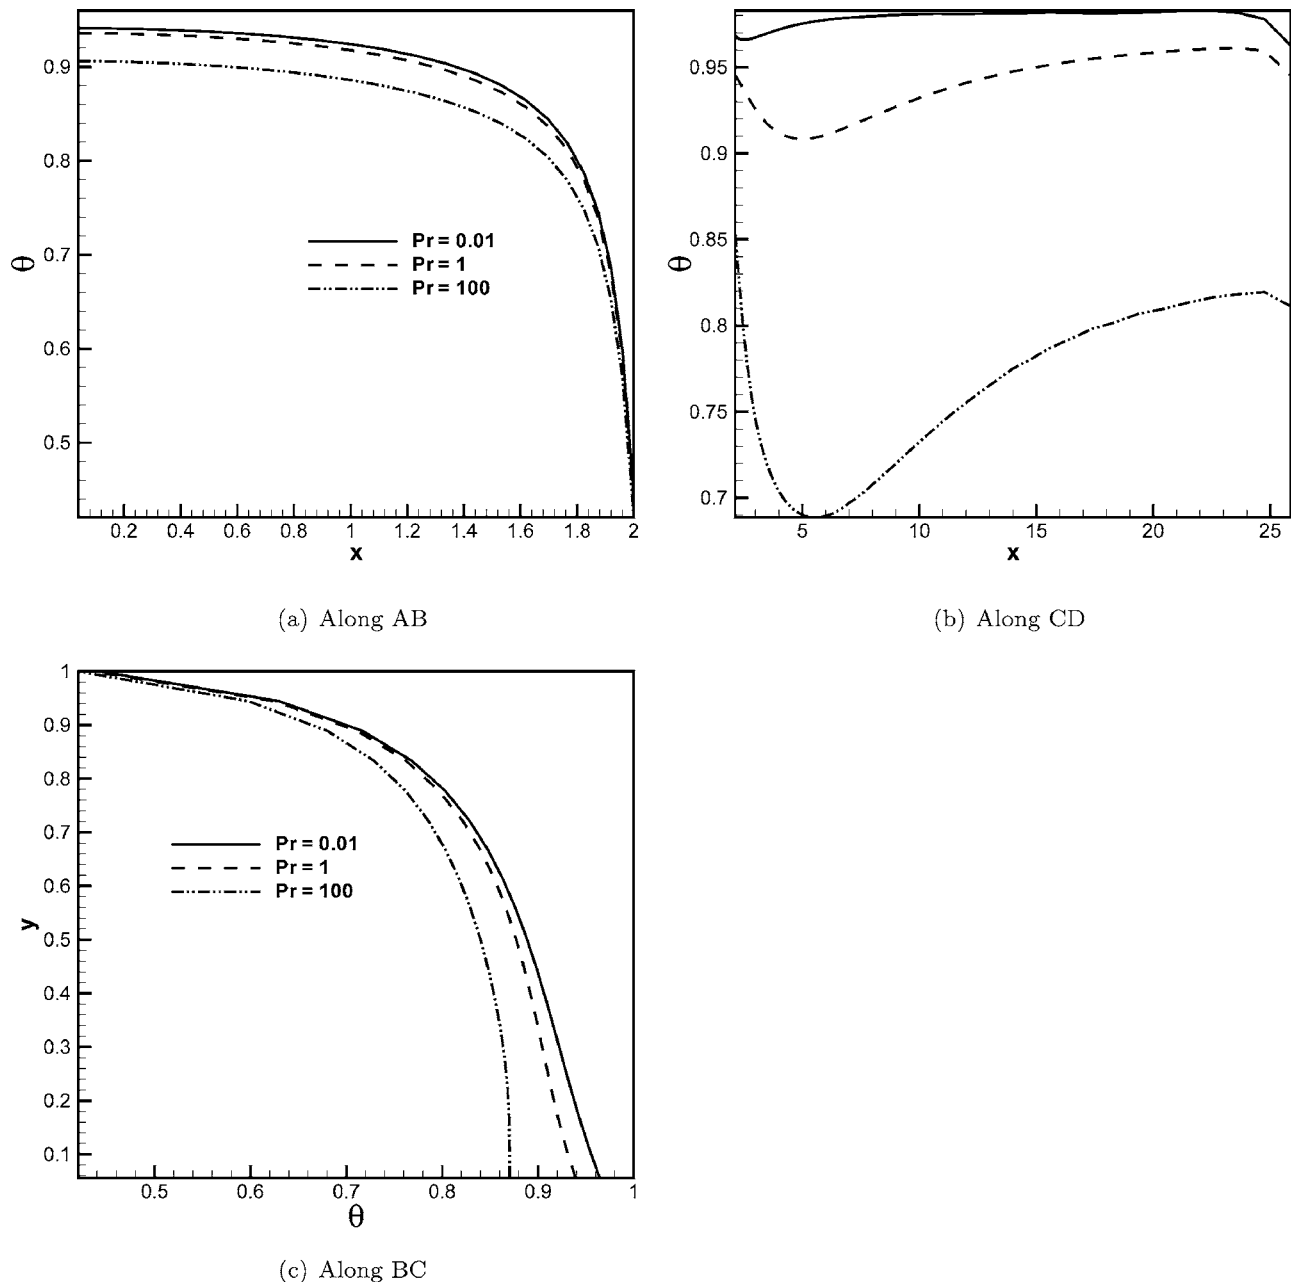 0.9
0.8
0.7
0.6
0.5
θ
Pr = 0.01
Pr = 1
Pr = 100
0.2 0.4 0.6 0.8 1 1.2 1.4 1.6 1.8 2
x
(a) Along AB
0.95
0.9
0.85
0.8
0.75
0.7
θ
5 10 15 20 25
x
(b) Along CD
1
0.9
0.8
0.7
0.6
0.5
0.4
0.3
0.2
0.1
y
Pr = 0.01
Pr = 1
Pr = 100
0.5 0.6 0.7 0.8 0.9 1
θ
(c) Along BC